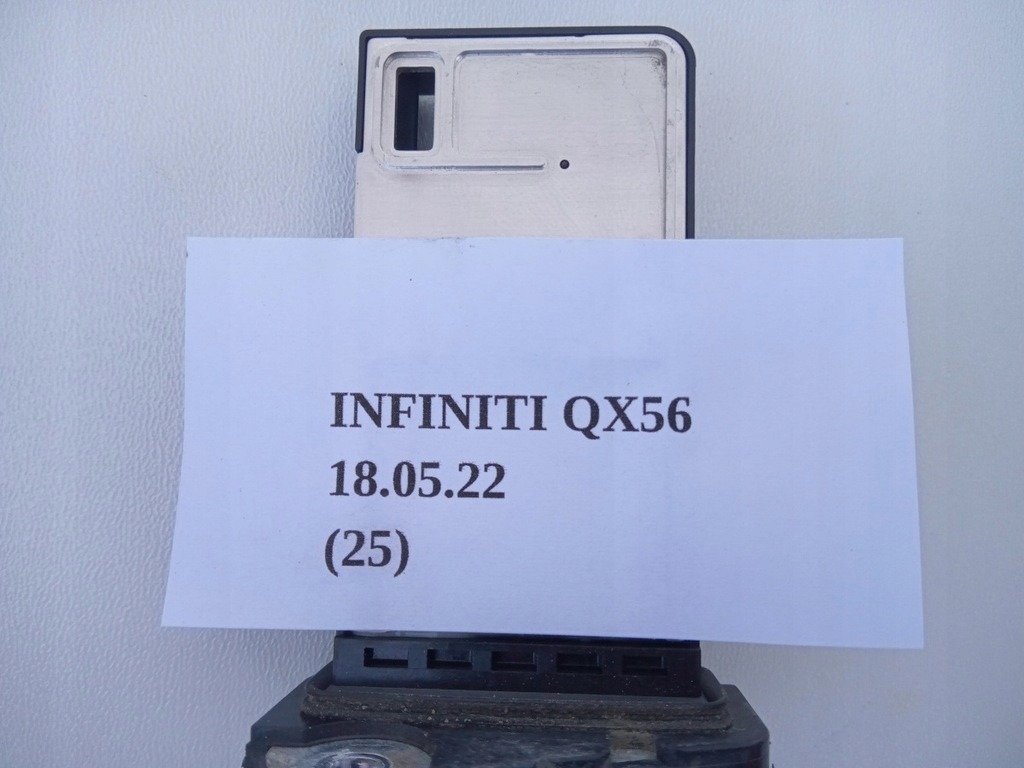 INFINITI QX56
18.05.22
(25)